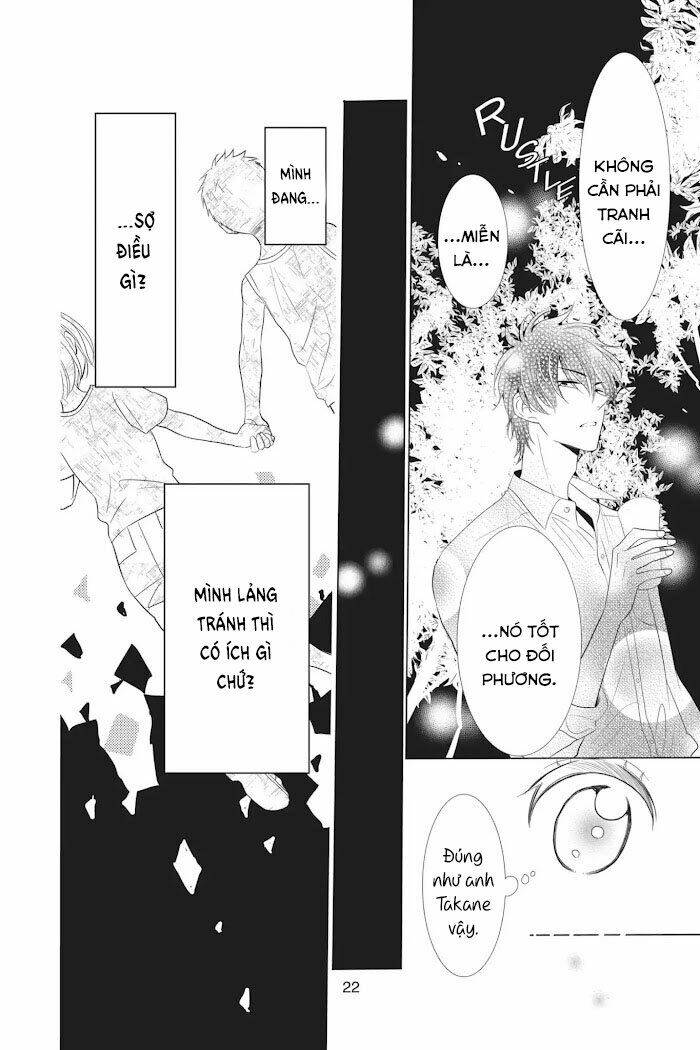 KHÔNG
CẦN PHẢI
TRANH
CÃI...
RUSTLE
...MIỄN
LÀ...
...NÓ TỐT
CHO ĐỐI
PHƯƠNG.
Đúng
như anh
Takane
vậy.
MÌNH
ĐANG...
...SỢ
ĐIỀU
GÌ?
MÌNH LẢNG
TRÁNH THÌ
CÓ ÍCH GÌ
CHỨ?
22